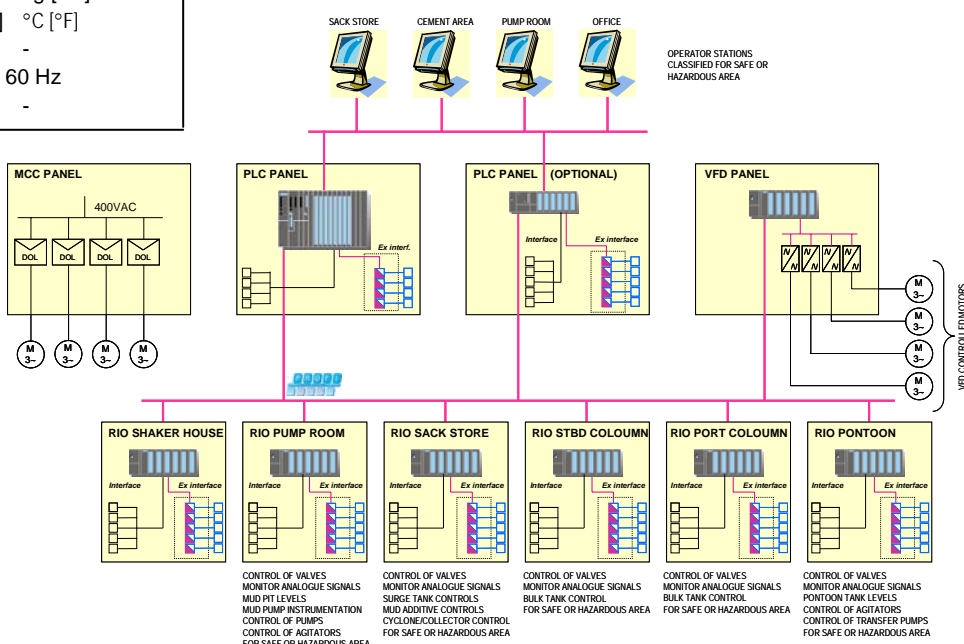 °C [°F]
-
60 Hz
-
SACK STORE
CEMENT AREA
PUMP ROOM
OFFICE
OPERATOR STATIONS
CLASSIFIED FOR SAFE OR
HAZARDOUS AREA
MCC PANEL
400VAC
DOL
DOL
DOL
DOL
M
3~
M
3~
M
3~
M
3~
PLC PANEL
Ex interf.
PLC PANEL (OPTIONAL)
Interface
Ex interface
VFD PANEL
N
N
N
N
N
N
N
N
M
3~
M
3~
M
3~
M
3~
VFD CONTROLLED MOTORS
RIO SHAKER HOUSE
Interface
Ex interface
RIO PUMP ROOM
Interface
Ex interface
CONTROL OF VALVES
MONITOR ANALOGUE SIGNALS
MUD PIT LEVELS
MUD PUMP INSTRUMENTATION
CONTROL OF PUMPS
CONTROL OF AGITATORS
FOR SAFE OR HAZARDOUS AREA
RIO SACK STORE
Interface
Ex interface
CONTROL OF VALVES
MONITOR ANALOGUE SIGNALS
SURGE TANK CONTROLS
MUD ADDITIVE CONTROLS
CYCLONE/COLLECTOR CONTROL
FOR SAFE OR HAZARDOUS AREA
RIO STBD COLOUMN
Interface
Ex interface
CONTROL OF VALVES
MONITOR ANALOGUE SIGNALS
BULK TANK CONTROL
FOR SAFE OR HAZARDOUS AREA
RIO PORT COLOUMN
Interface
Ex interface
CONTROL OF VALVES
MONITOR ANALOGUE SIGNALS
BULK TANK CONTROL
FOR SAFE OR HAZARDOUS AREA
RIO PONTOON
Interface
Ex interface
CONTROL OF VALVES
MONITOR ANALOGUE SIGNALS
PONTOON TANK LEVELS
CONTROL OF AGITATORS
CONTROL OF TRANSFER PUMPS
FOR SAFE OR HAZARDOUS AREA